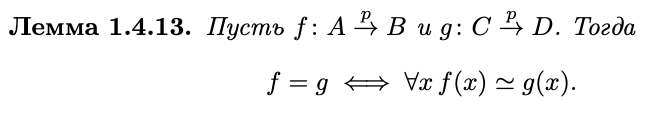 Лемма 1.4.13. Пусть f : A →ᵖ B и g : C →ᵖ D. Тогда
f = g ⟺ ∀x f(x) ≃ g(x).